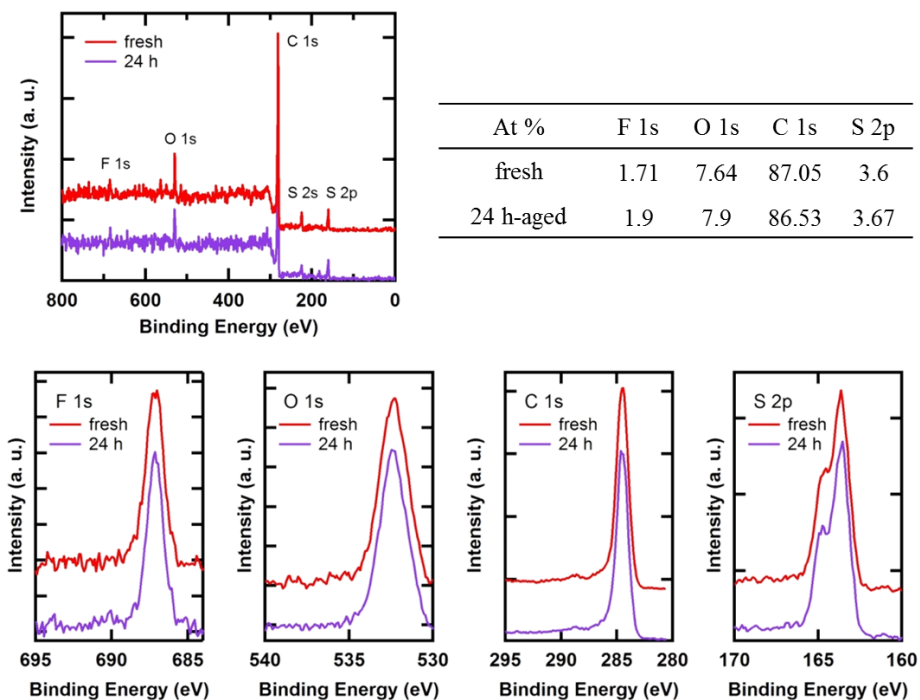 fresh
24 h
C 1s
O 1s
F 1s
S 2s S 2p
Intensity (a. u.)
800 600 400 200 0
Binding Energy (eV)
At % F 1s O 1s C 1s S 2p
fresh 1.71 7.64 87.05 3.6
24 h-aged 1.9 7.9 86.53 3.67
F 1s
fresh
24 h
Intensity (a. u.)
695 690 685
Binding Energy (eV)
O 1s
fresh
24 h
Intensity (a. u.)
540 535 530
Binding Energy (eV)
C 1s
fresh
24 h
Intensity (a. u.)
295 290 285 280
Binding Energy (eV)
S 2p
fresh
24 h
Intensity (a. u.)
170 165 160
Binding Energy (eV)